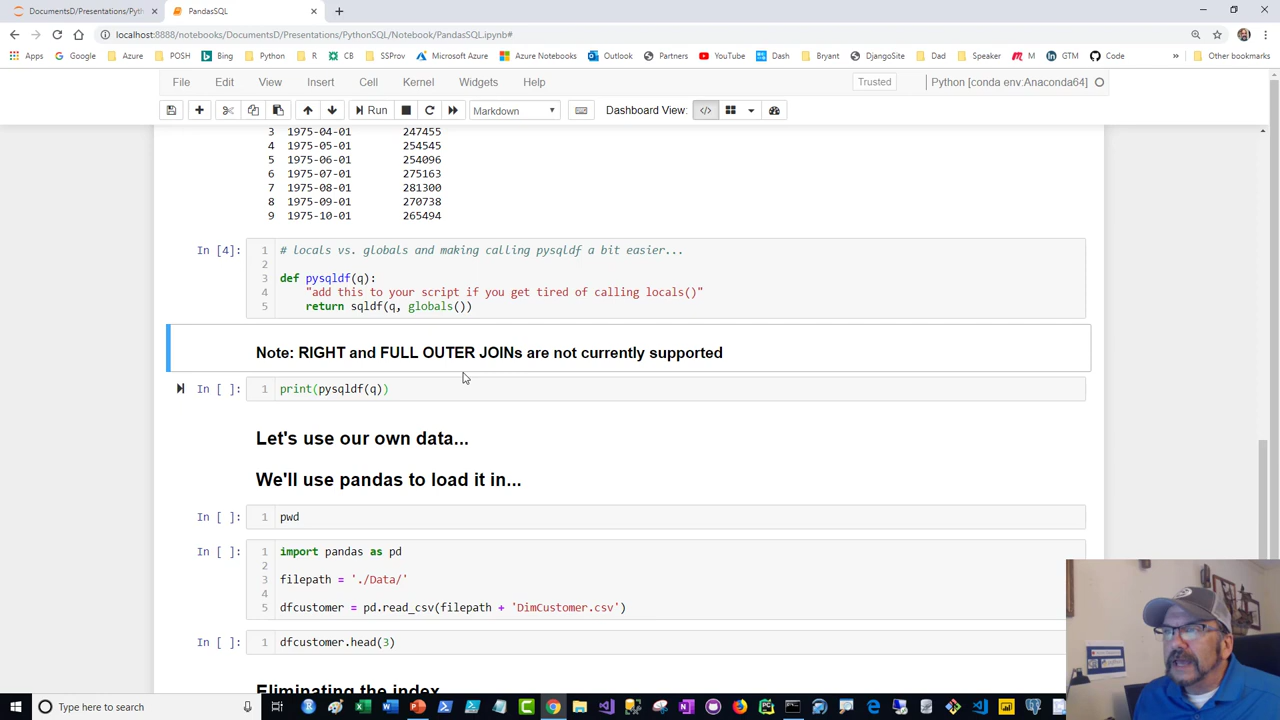 DocumentsD/Presentations/Pyth
PandasSQL
localhost:8888/notebooks/DocumentsD/Presentations/PythonSQL/Notebook/PandasSQL.ipynb#
Apps Google Azure POSH Bing Python R CB SSProv Microsoft Azure Azure Notebooks Outlook Partners YouTube Dash Bryant DjangoSite Dad Speaker M GTM Code » Other bookmarks
File Edit View Insert Cell Kernel Widgets Help Trusted Python [conda env:Anaconda64]
Run Markdown Dashboard View:
3 1975-04-01 247455
4 1975-05-01 254545
5 1975-06-01 254096
6 1975-07-01 275163
7 1975-08-01 281300
8 1975-09-01 270738
9 1975-10-01 265494
In [4]: 1 # locals vs. globals and making calling pysqldf a bit easier...
2
3 def pysqldf(q):
4 "add this to your script if you get tired of calling locals()"
5 return sqldf(q, globals())
Note: RIGHT and FULL OUTER JOINs are not currently supported
In [ ]: 1 print(pysqldf(q))
Let's use our own data...
We'll use pandas to load it in...
In [ ]: 1 pwd
In [ ]: 1 import pandas as pd
2
3 filepath = './Data/'
4
5 dfcustomer = pd.read_csv(filepath + 'DimCustomer.csv')
In [ ]: 1 dfcustomer.head(3)
Eliminating the index
Type here to search